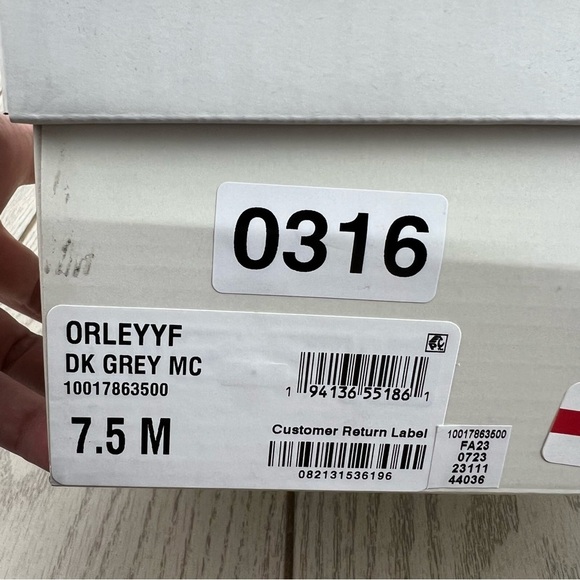 0316
ORLEYYF
DK GREY MC
10017863500
7.5 M
1 94136 55186 1
Customer Return Label
082131536196
10017863500
FA23
0723
23111
44036